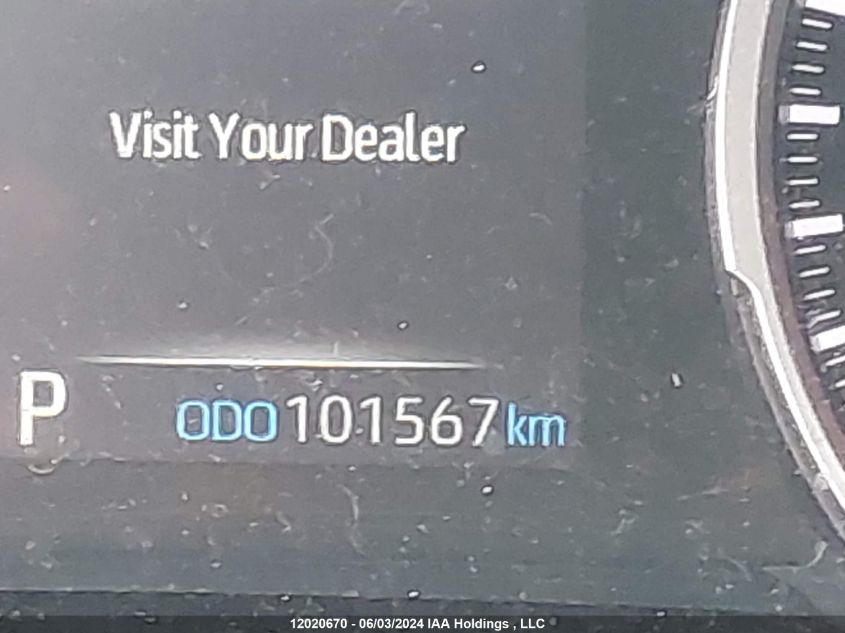 Visit Your Dealer
P ODO 101567 km
12020670 - 06/03/2024 IAA Holdings , LLC